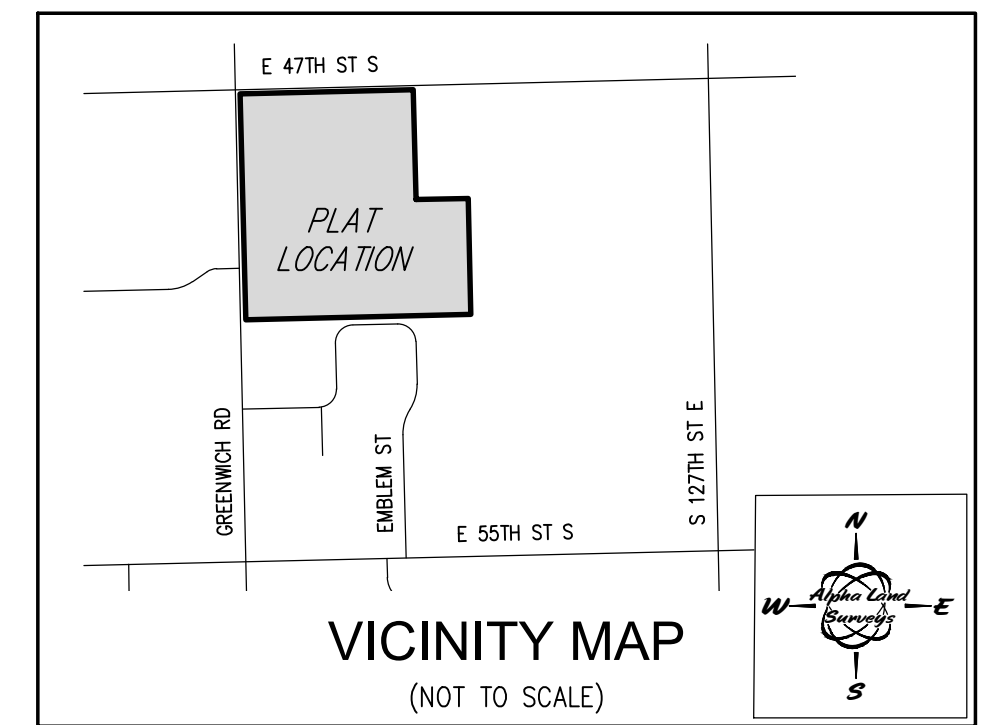 E 47TH ST S
PLAT
LOCATION
GREENWICH RD
EMBLEM ST
S 127TH ST E
E 55TH ST S
N
W
Alpha Land
Surveys
E
S
VICINITY MAP
(NOT TO SCALE)